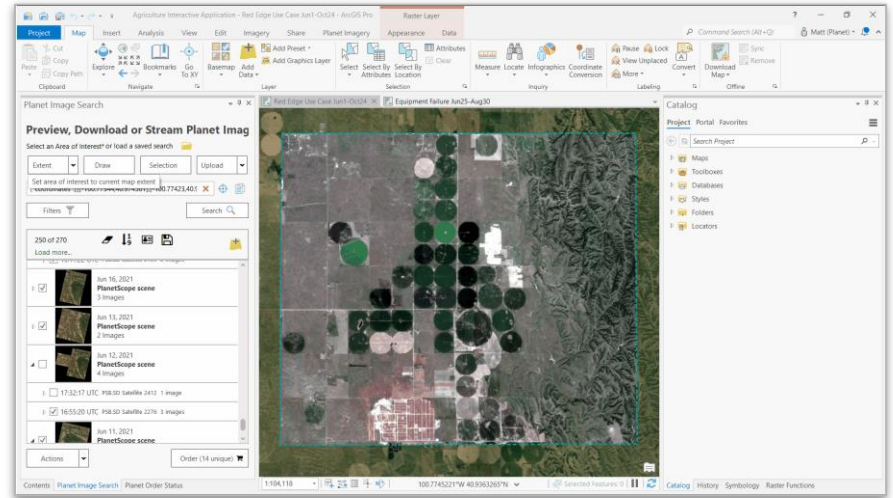 Agriculture Interactive Application - Red Edge Use Case Jun1-Oct24 - ArcGIS Pro
Raster Layer
Project Map Insert Analysis View Edit Imagery Share Planet Imagery Appearance Data
Command Search (Alt+Q)
Matt (Planet)
Paste
Cut
Copy
Copy Path
Clipboard
Explore
Bookmarks
Go To XY
Navigate
Basemap
Add Data
Add Preset
Add Graphics Layer
Layer
Select
Select By Attributes
Select By Location
Attributes
Clear
Selection
Measure
Locate
Infographics
Coordinate Conversion
Inquiry
Pause
Lock
View Unplaced
More
Labeling
Convert
Download Map
Sync
Remove
Offline
Planet Image Search
Preview, Download or Stream Planet Imag
Select an Area of Interest* or load a saved search
Extent Draw Selection Upload
Set area of interest to current map extent
Filters Search
250 of 270
Load more...
Jun 16, 2021
PlanetScope scene
3 Images
Jun 13, 2021
PlanetScope scene
2 Images
Jun 12, 2021
PlanetScope scene
4 Images
17:32:17 UTC PSB.SD Satellite 2412 1 image
16:55:20 UTC PSB.SD Satellite 2276 3 images
Jun 11, 2021
PlanetScope scene
Actions Order (14 unique)
Contents Planet Image Search Planet Order Status
Red Edge Use Case Jun1-Oct24
Equipment Failure Jun25-Aug30
1:104,118
100.7745221°W 40.9363265°N
Selected Features: 0
Catalog
Project Portal Favorites
Search Project
Maps
Toolboxes
Databases
Styles
Folders
Locators
Catalog History Symbology Raster Functions